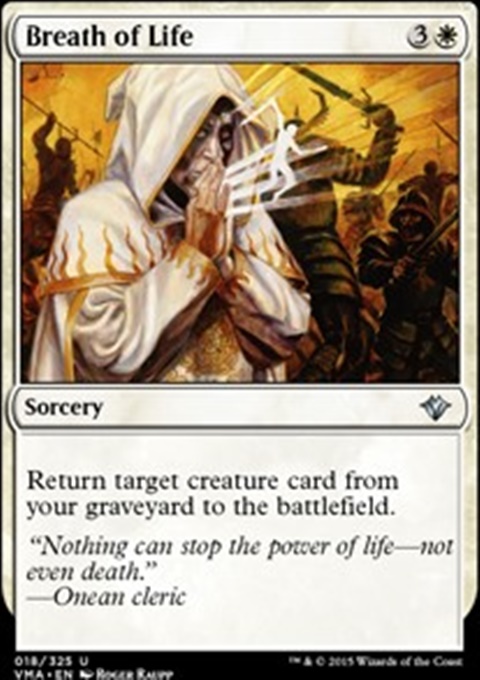 Breath of Life 3
Sorcery
Return target creature card from
your graveyard to the battlefield.
“Nothing can stop the power of life—not
even death.”
—Onean cleric
018/325 U
VMA • EN Roger Raupp
™ & © 2015 Wizards of the Coast